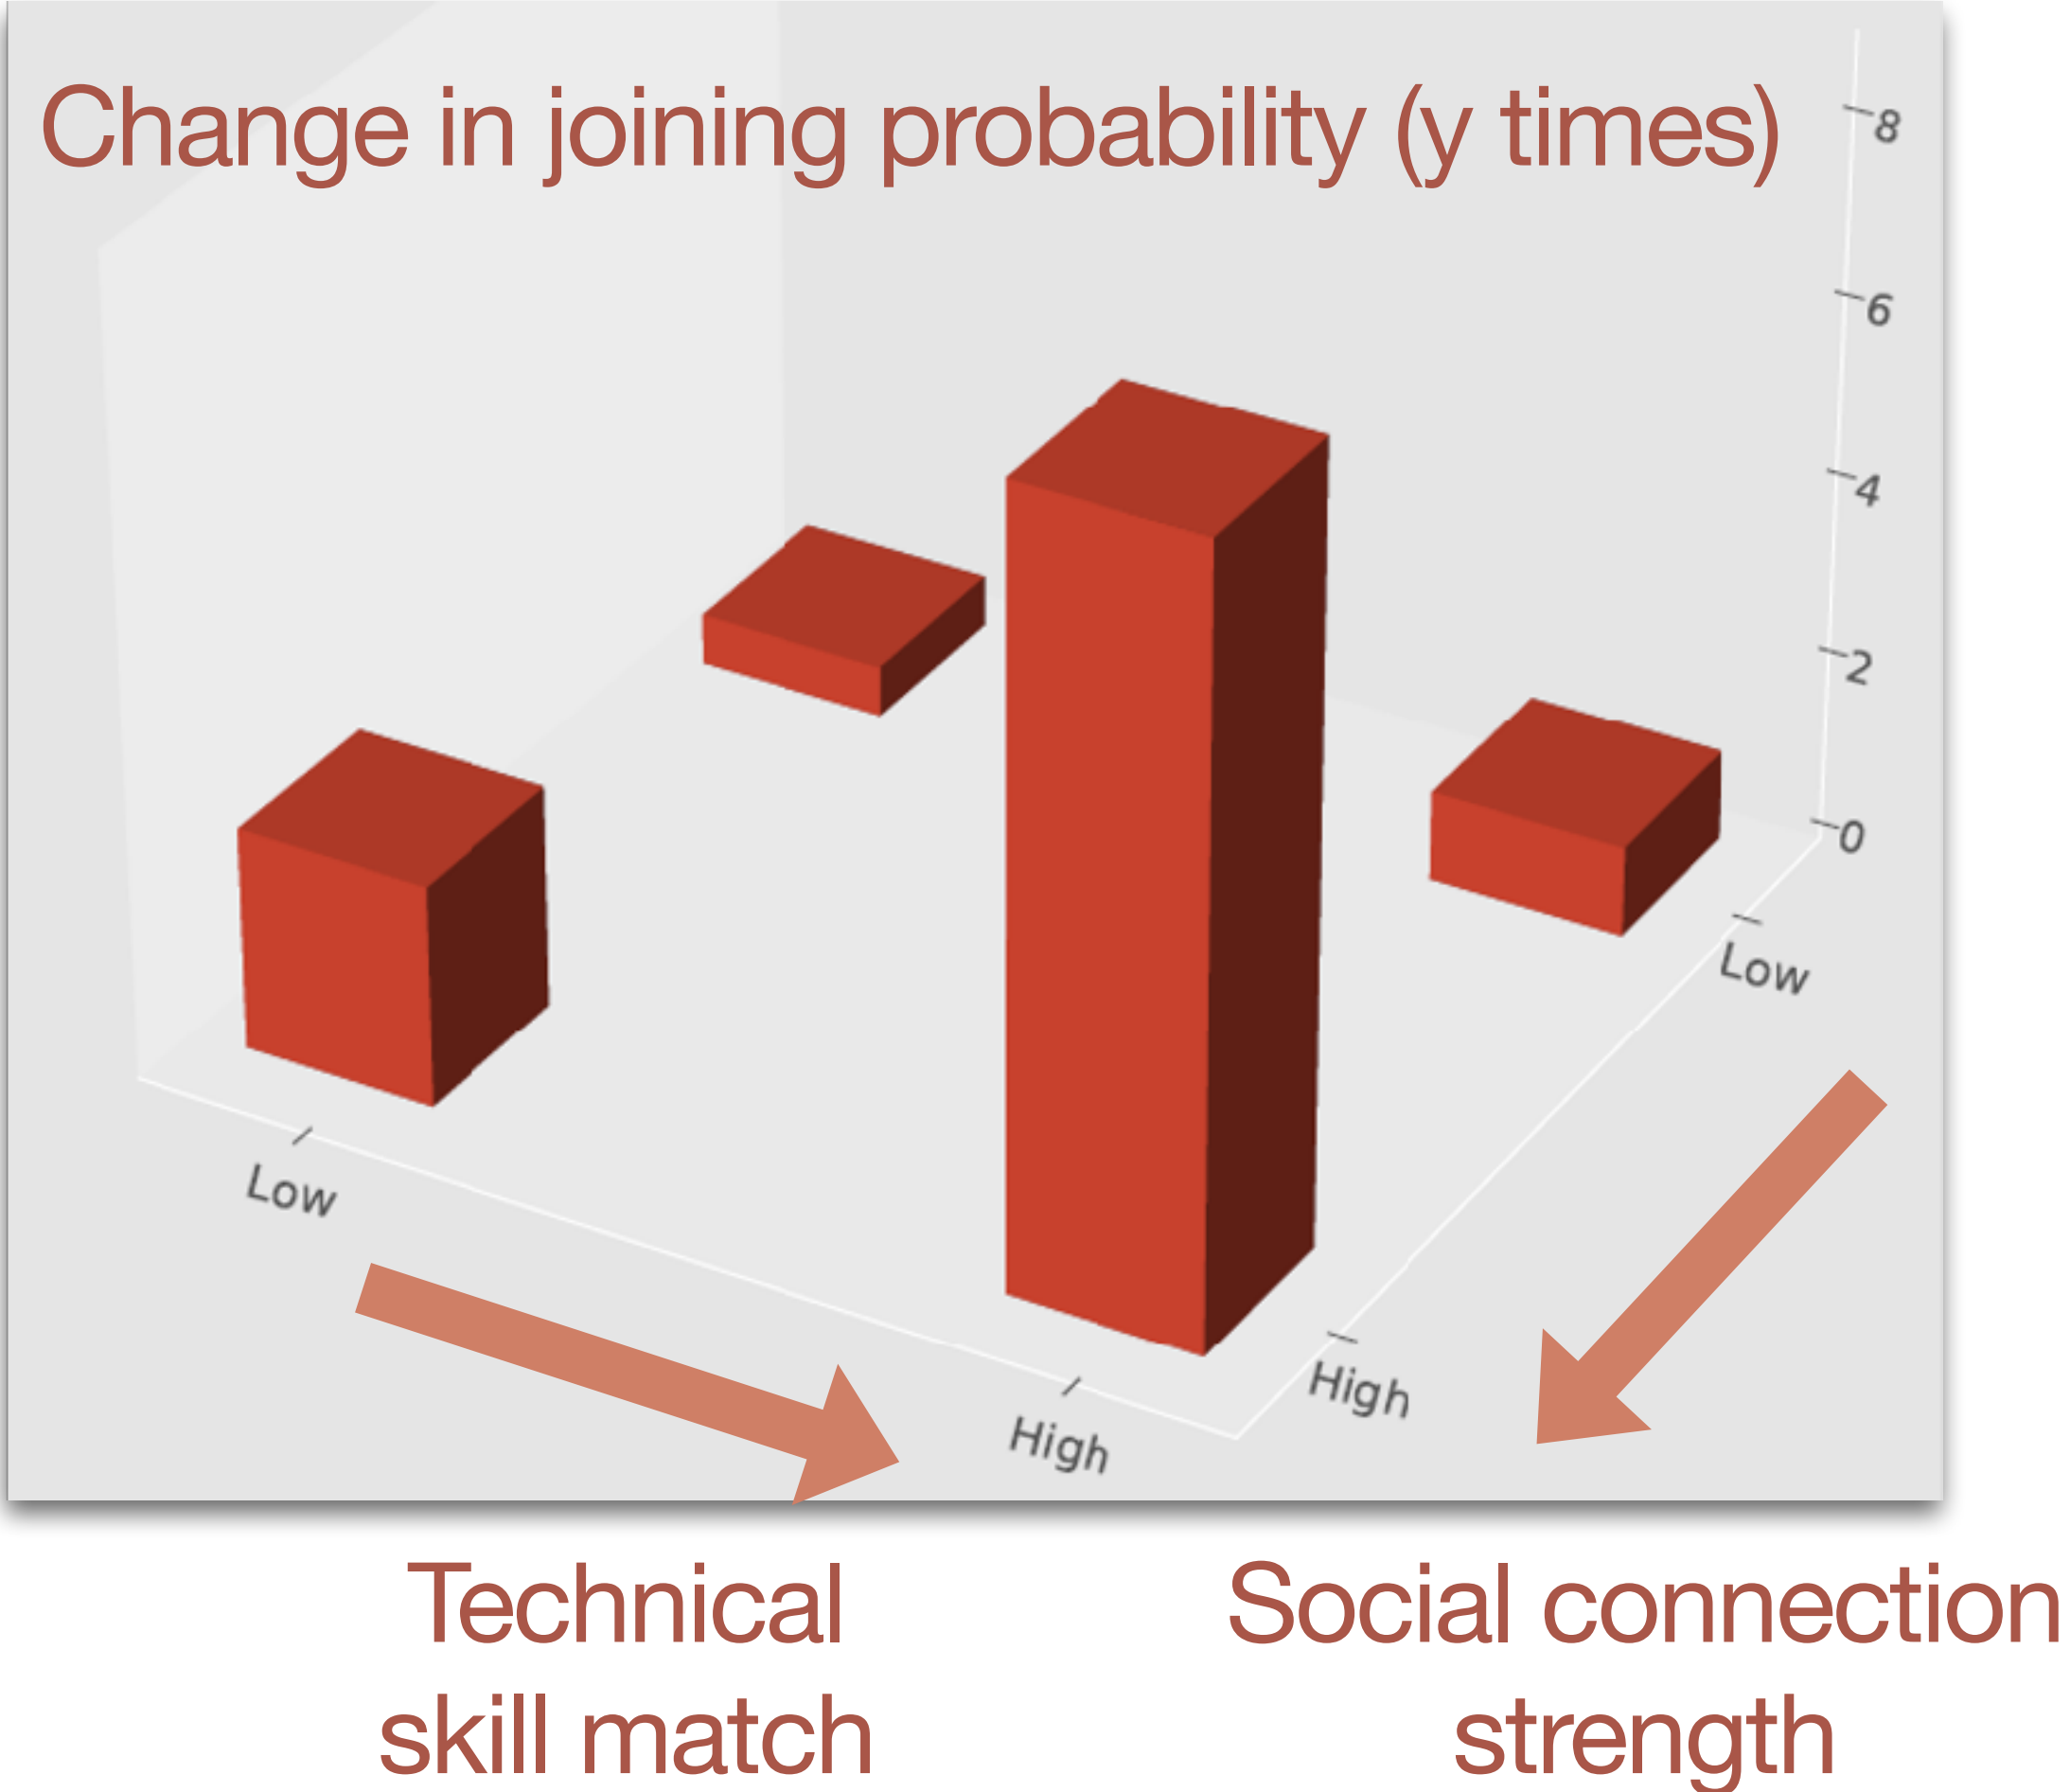 Change in joining probability (y times)
8
6
4
2
0
Low
High
Low
High
Technical
skill match
Social connection
strength